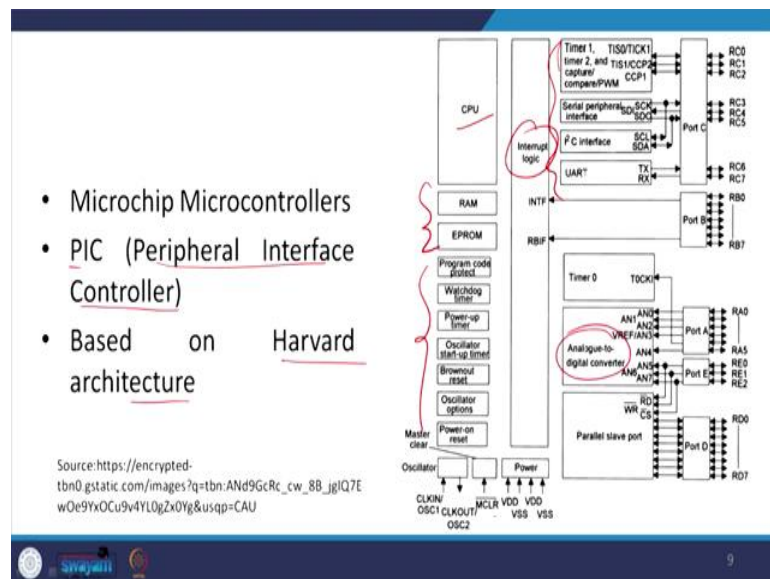 • Microchip Microcontrollers
• PIC (Peripheral Interface
Controller)
• Based on Harvard
architecture
Source:https://encrypted-
tbn0.gstatic.com/images?q=tbn:ANd9GcRc_cw_8B_jgIQ7E
wOe9YxOCu9v4YL0gZx0Yg&usqp=CAU
CPU
RAM
EPROM
Program code
protect
Watchdog
timer
Power-up
timer
Oscillator
start-up timer
Brownout
reset
Oscillator
options
Power-on
reset
Master
clear
Oscillator
Power
CLKIN/
OSC1
CLKOUT/
OSC2
MCLR
VDD
VSS
VDD
VSS
Interrupt
logic
INTF
RBIF
Timer 1,
timer 2, and
capture/
compare/PWM
TIS0/TICK1
TIS1/CCP2
CCP1
Serial peripheral
interface
SCK
SDI
SDO
I²C interface
SCL
SDA
UART
TX
RX
Port C
RC0
RC1
RC2
RC3
RC4
RC5
RC6
RC7
Port B
RB0
RB7
Timer 0
T0CKI
Analogue-to-
digital converter
AN0
AN1
AN2
VREF/AN3
AN4
AN5
AN6
AN7
Port A
RA0
RA5
Port E
RE0
RE1
RE2
RD
WR
CS
Parallel slave port
Port D
RD0
RD7
swayam
9